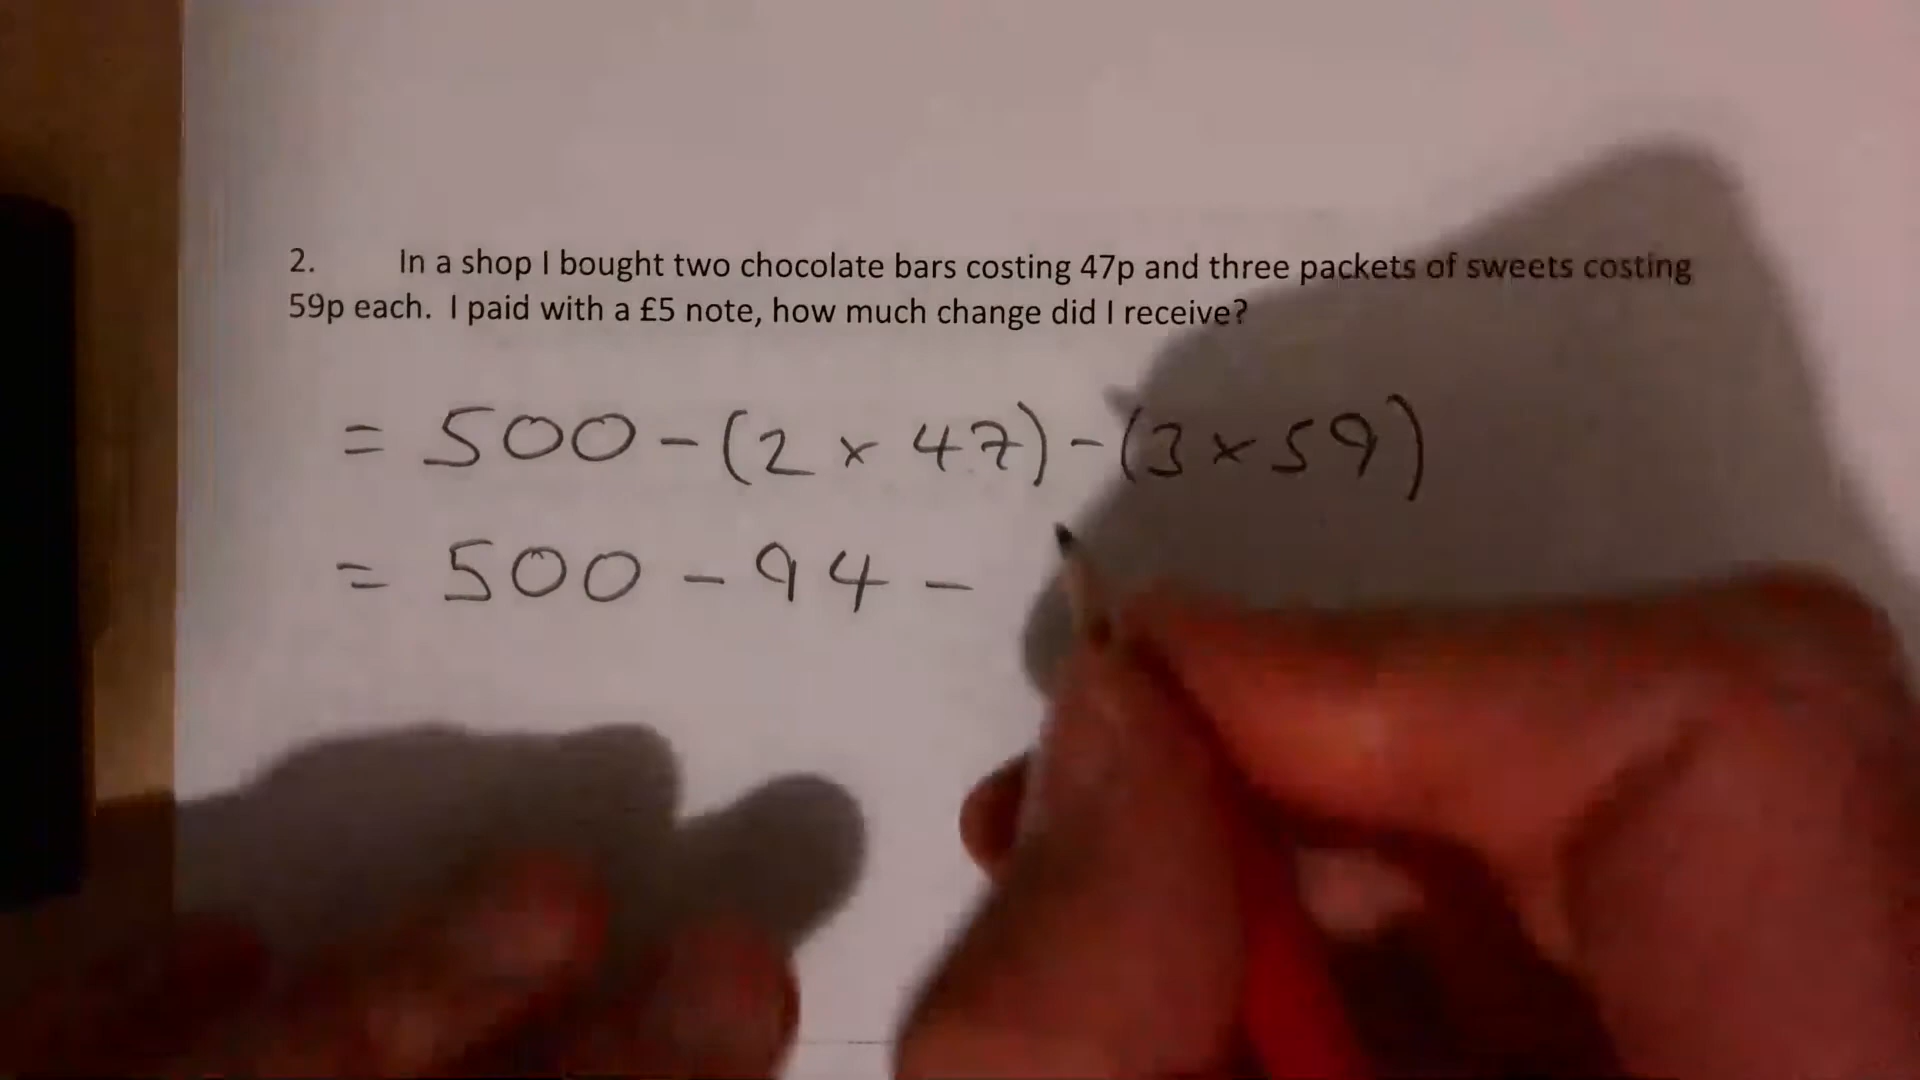 2. In a shop I bought two chocolate bars costing 47p and three packets of sweets costing
59p each. I paid with a £5 note, how much change did I receive?
= 500 - (2 × 47) - (3 × 59)
= 500 - 94 -